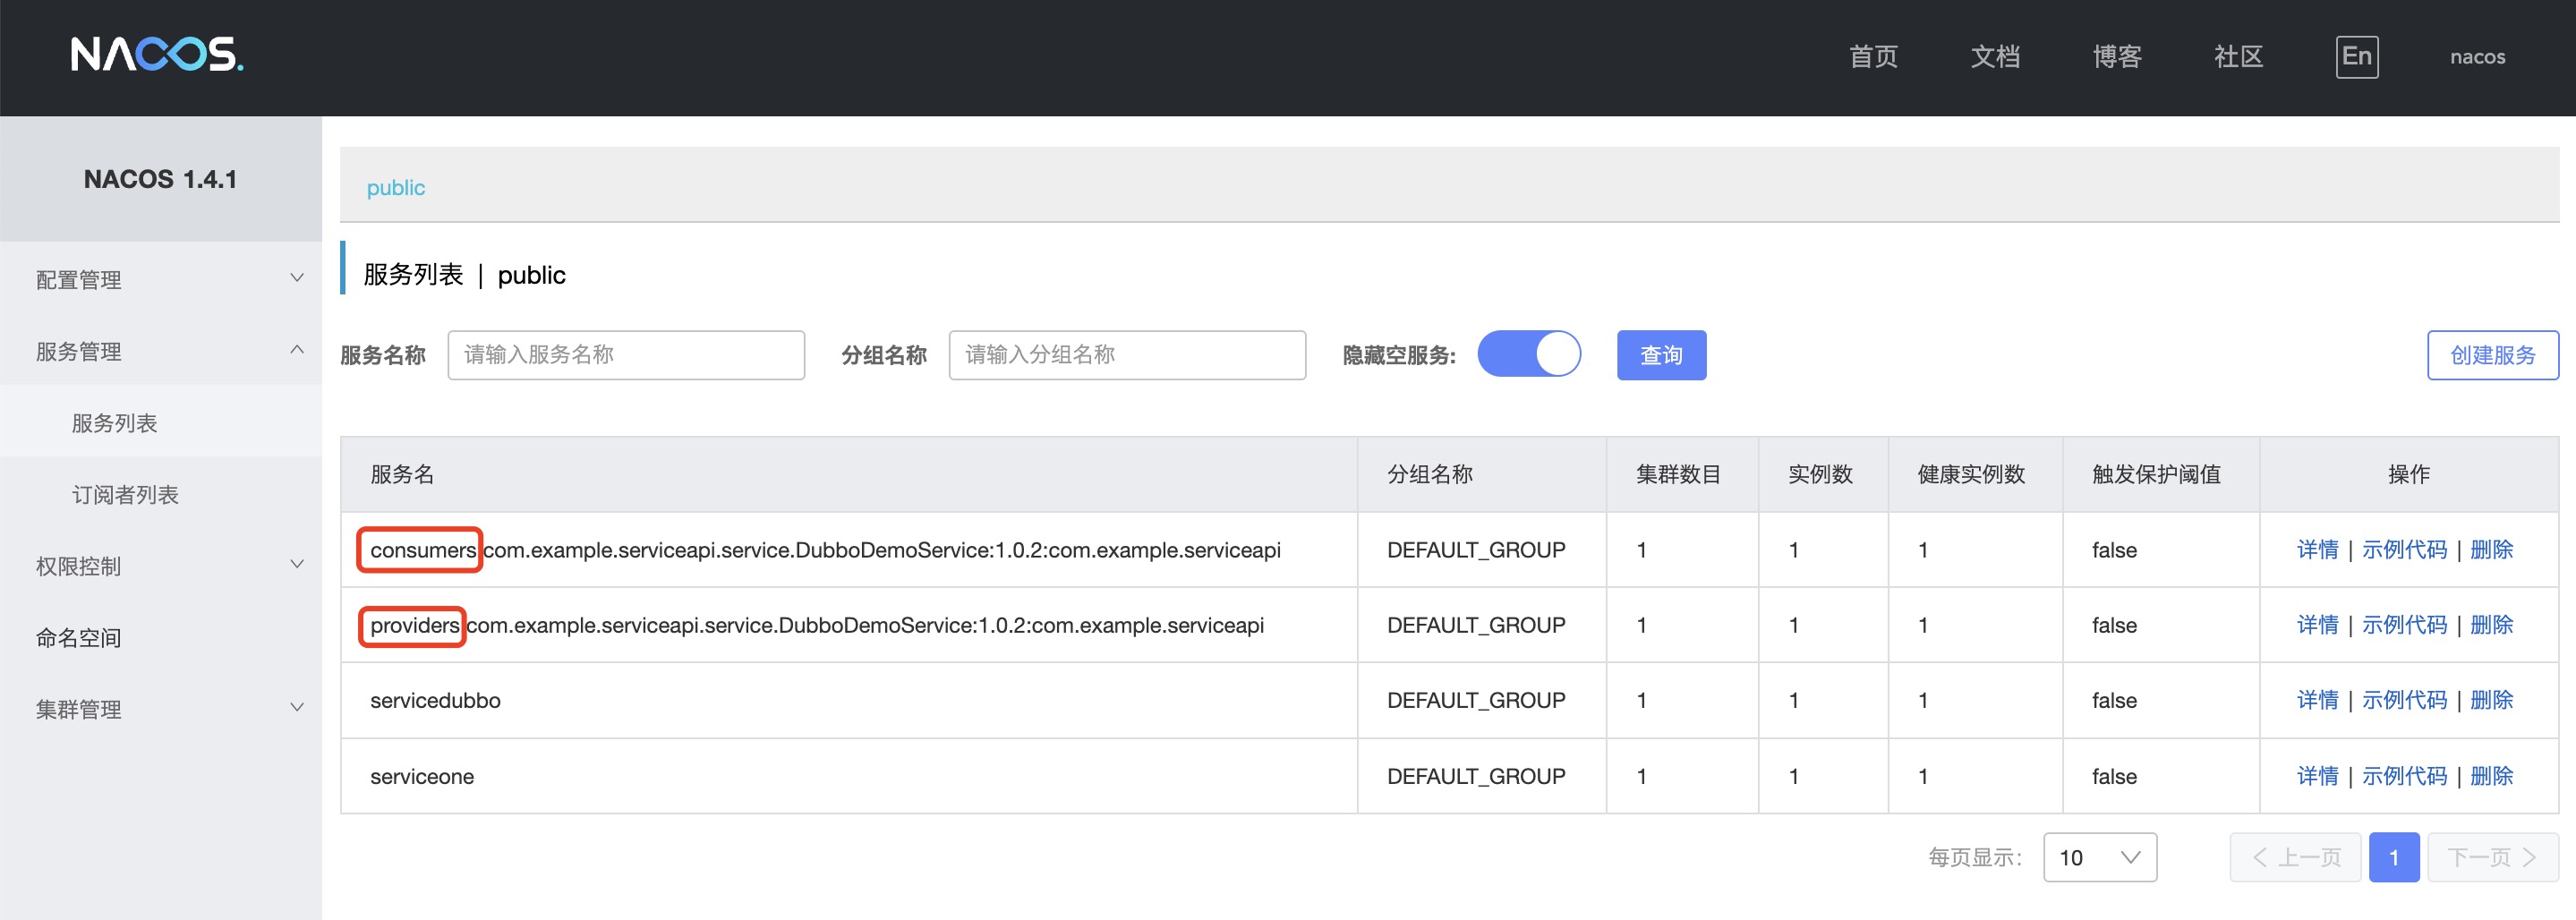 NACOS.
首页 文档 博客 社区 En nacos
NACOS 1.4.1
配置管理
服务管理
服务列表
订阅者列表
权限控制
命名空间
集群管理
public
服务列表 | public
服务名称 请输入服务名称 分组名称 请输入分组名称 隐藏空服务: 查询 创建服务
服务名 分组名称 集群数目 实例数 健康实例数 触发保护阈值 操作
consumers:com.example.serviceapi.service.DubboDemoService:1.0.2:com.example.serviceapi DEFAULT_GROUP 1 1 1 false 详情 | 示例代码 | 删除
providers:com.example.serviceapi.service.DubboDemoService:1.0.2:com.example.serviceapi DEFAULT_GROUP 1 1 1 false 详情 | 示例代码 | 删除
servicedubbo DEFAULT_GROUP 1 1 1 false 详情 | 示例代码 | 删除
serviceone DEFAULT_GROUP 1 1 1 false 详情 | 示例代码 | 删除
每页显示: 10 上一页 1 下一页